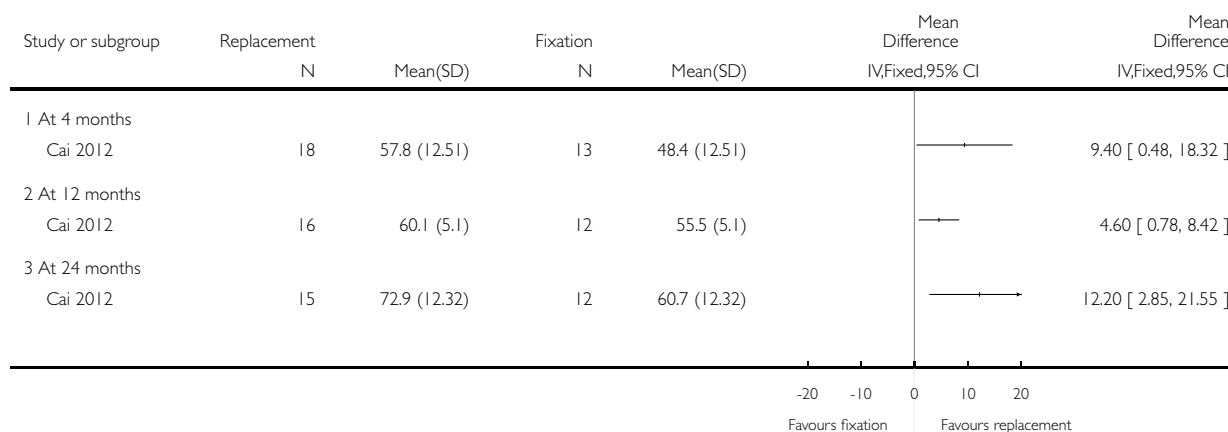 Mean Mean
Study or subgroup Replacement Fixation Difference Difference
N Mean(SD) N Mean(SD) IV,Fixed,95% CI IV,Fixed,95% CI
1 At 4 months
Cai 2012 18 57.8 (12.51) 13 48.4 (12.51) 9.40 [ 0.48, 18.32 ]
2 At 12 months
Cai 2012 16 60.1 (5.1) 12 55.5 (5.1) 4.60 [ 0.78, 8.42 ]
3 At 24 months
Cai 2012 15 72.9 (12.32) 12 60.7 (12.32) 12.20 [ 2.85, 21.55 ]
-20 -10 0 10 20
Favours fixation Favours replacement